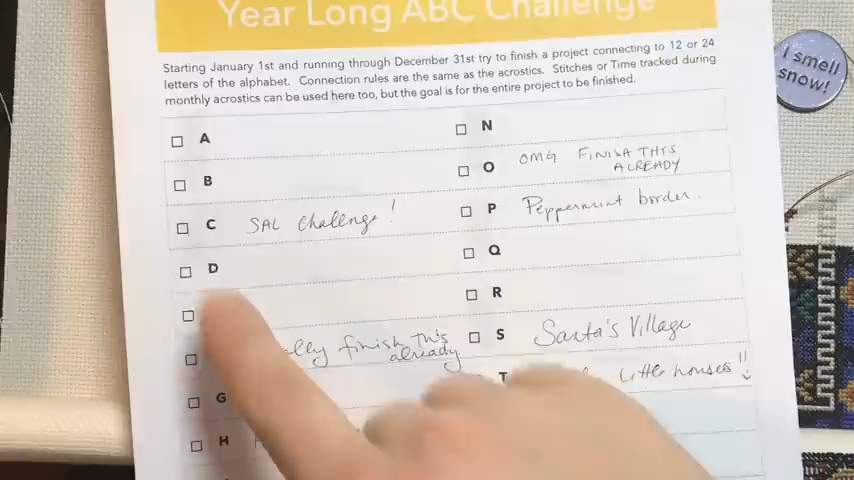 Year Long ABC Challenge
Starting January 1st and running through December 31st try to finish a project connecting to 12 or 24
letters of the alphabet. Connection rules are the same as the acrostics. Stitches or Time tracked during
monthly acrostics can be used here too, but the goal is for the entire project to be finished.
A
B
C SAL Challenge!
D
finish this
already
G
H
N
O OMG FINISH THIS
ALREADY
P Peppermint border.
Q
R
S Santa's Village
T Little houses!!
I smell
snow!